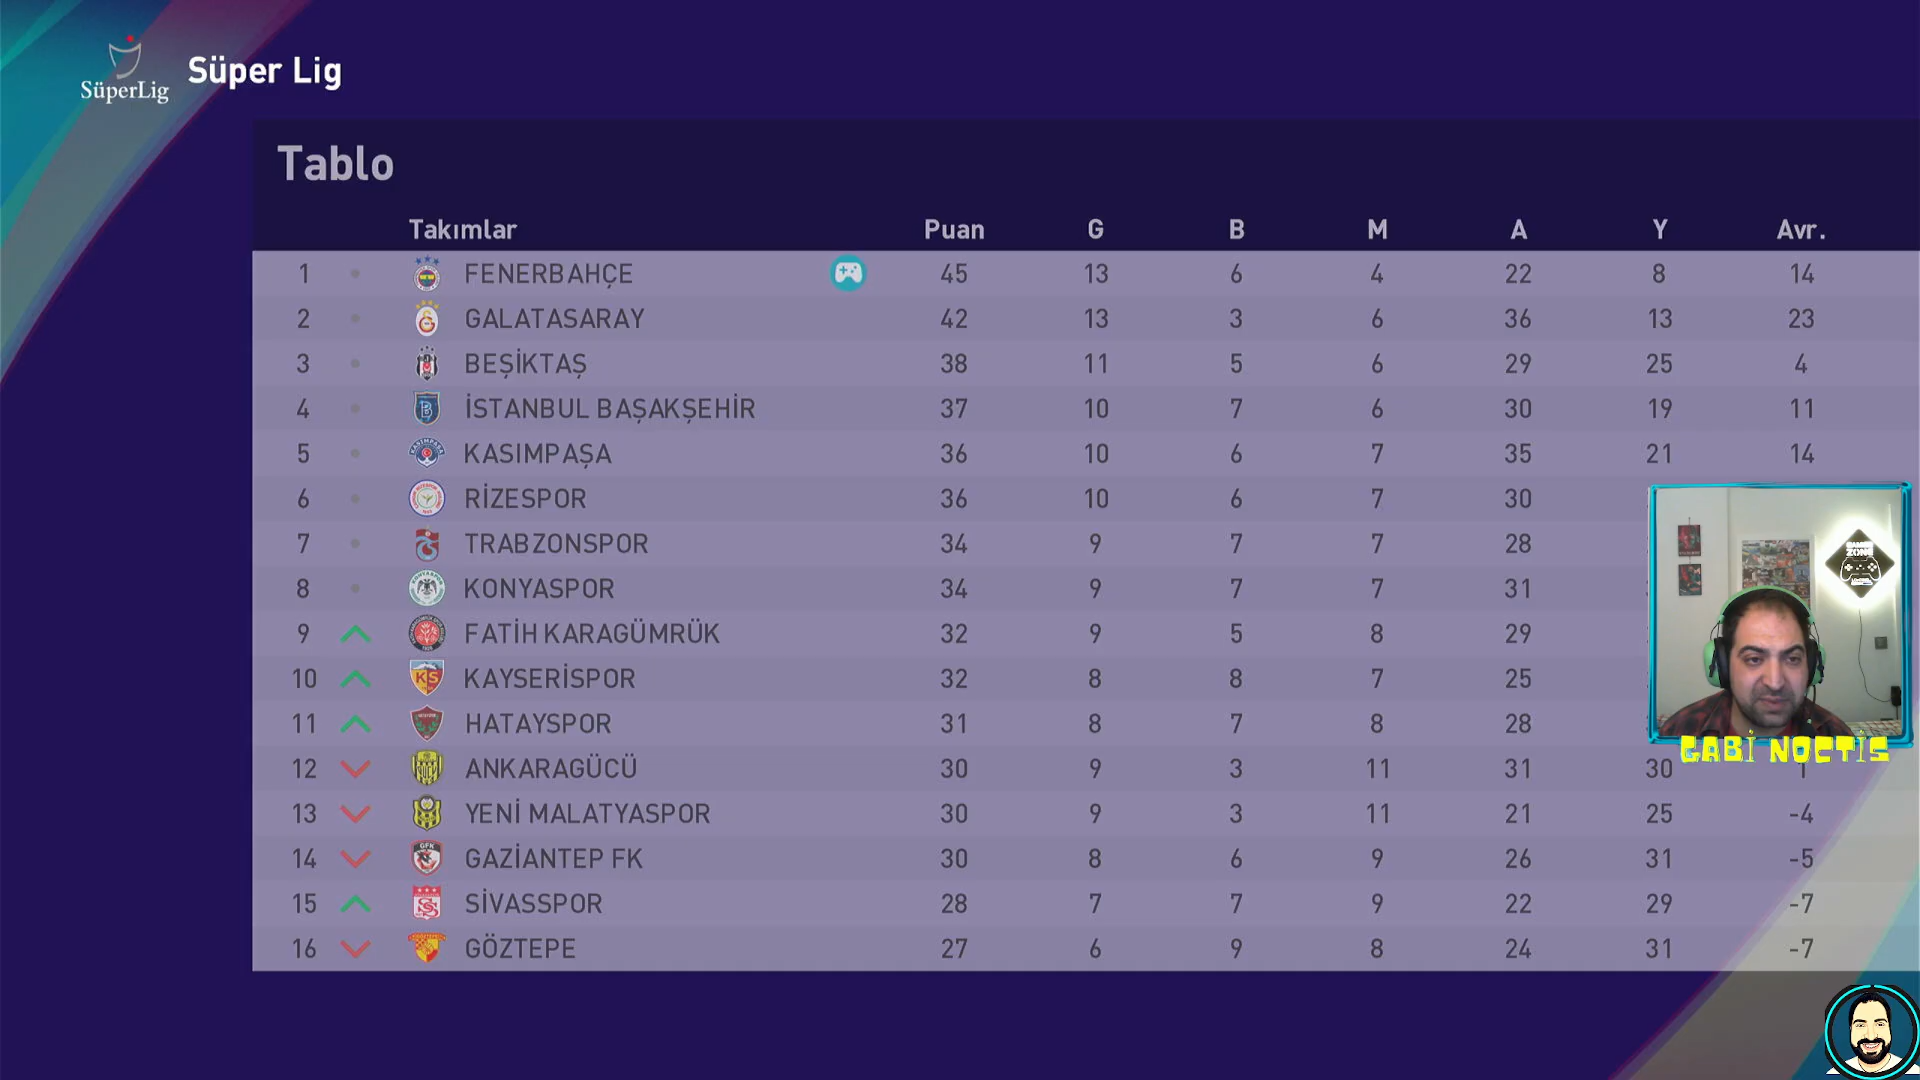 SüperLig
Süper Lig
Tablo
Takımlar Puan G B M A Y Avr.
1 FENERBAHÇE 45 13 6 4 22 8 14
2 GALATASARAY 42 13 3 6 36 13 23
3 BEŞİKTAŞ 38 11 5 6 29 25 4
4 İSTANBUL BAŞAKŞEHİR 37 10 7 6 30 19 11
5 KASIMPAŞA 36 10 6 7 35 21 14
6 RİZESPOR 36 10 6 7 30
7 TRABZONSPOR 34 9 7 7 28
8 KONYASPOR 34 9 7 7 31
9 FATİH KARAGÜMRÜK 32 9 5 8 29
10 KAYSERİSPOR 32 8 8 7 25
11 HATAYSPOR 31 8 7 8 28
GABİ NOCTİS
12 ANKARAGÜCÜ 30 9 3 11 31 30 1
13 YENİ MALATYASPOR 30 9 3 11 21 25 -4
14 GAZİANTEP FK 30 8 6 9 26 31 -5
15 SİVASSPOR 28 7 7 9 22 29 -7
16 GÖZTEPE 27 6 9 8 24 31 -7